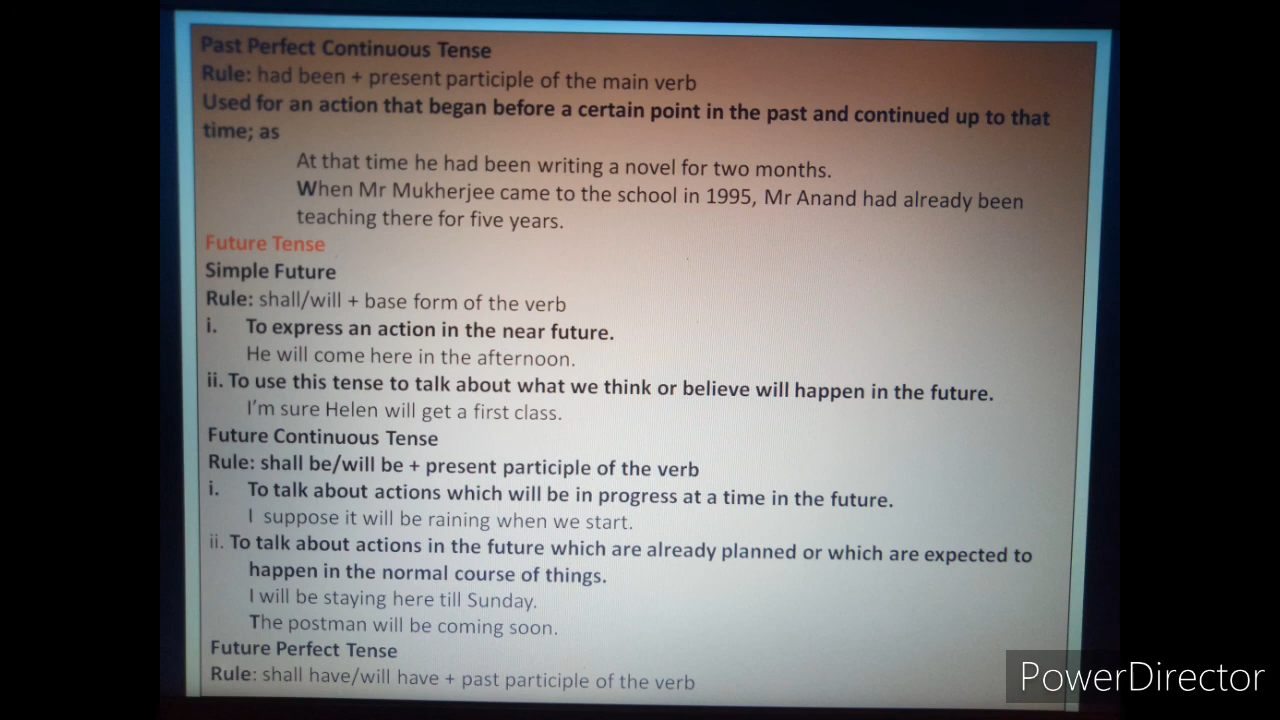 Past Perfect Continuous Tense
Rule: had been + present participle of the main verb
Used for an action that began before a certain point in the past and continued up to that
time; as
At that time he had been writing a novel for two months.
When Mr Mukherjee came to the school in 1995, Mr Anand had already been
teaching there for five years.
Future Tense
Simple Future
Rule: shall/will + base form of the verb
i. To express an action in the near future.
He will come here in the afternoon.
ii. To use this tense to talk about what we think or believe will happen in the future.
I'm sure Helen will get a first class.
Future Continuous Tense
Rule: shall be/will be + present participle of the verb
i. To talk about actions which will be in progress at a time in the future.
I suppose it will be raining when we start.
ii. To talk about actions in the future which are already planned or which are expected to
happen in the normal course of things.
I will be staying here till Sunday.
The postman will be coming soon.
Future Perfect Tense
Rule: shall have/will have + past participle of the verb
PowerDirector